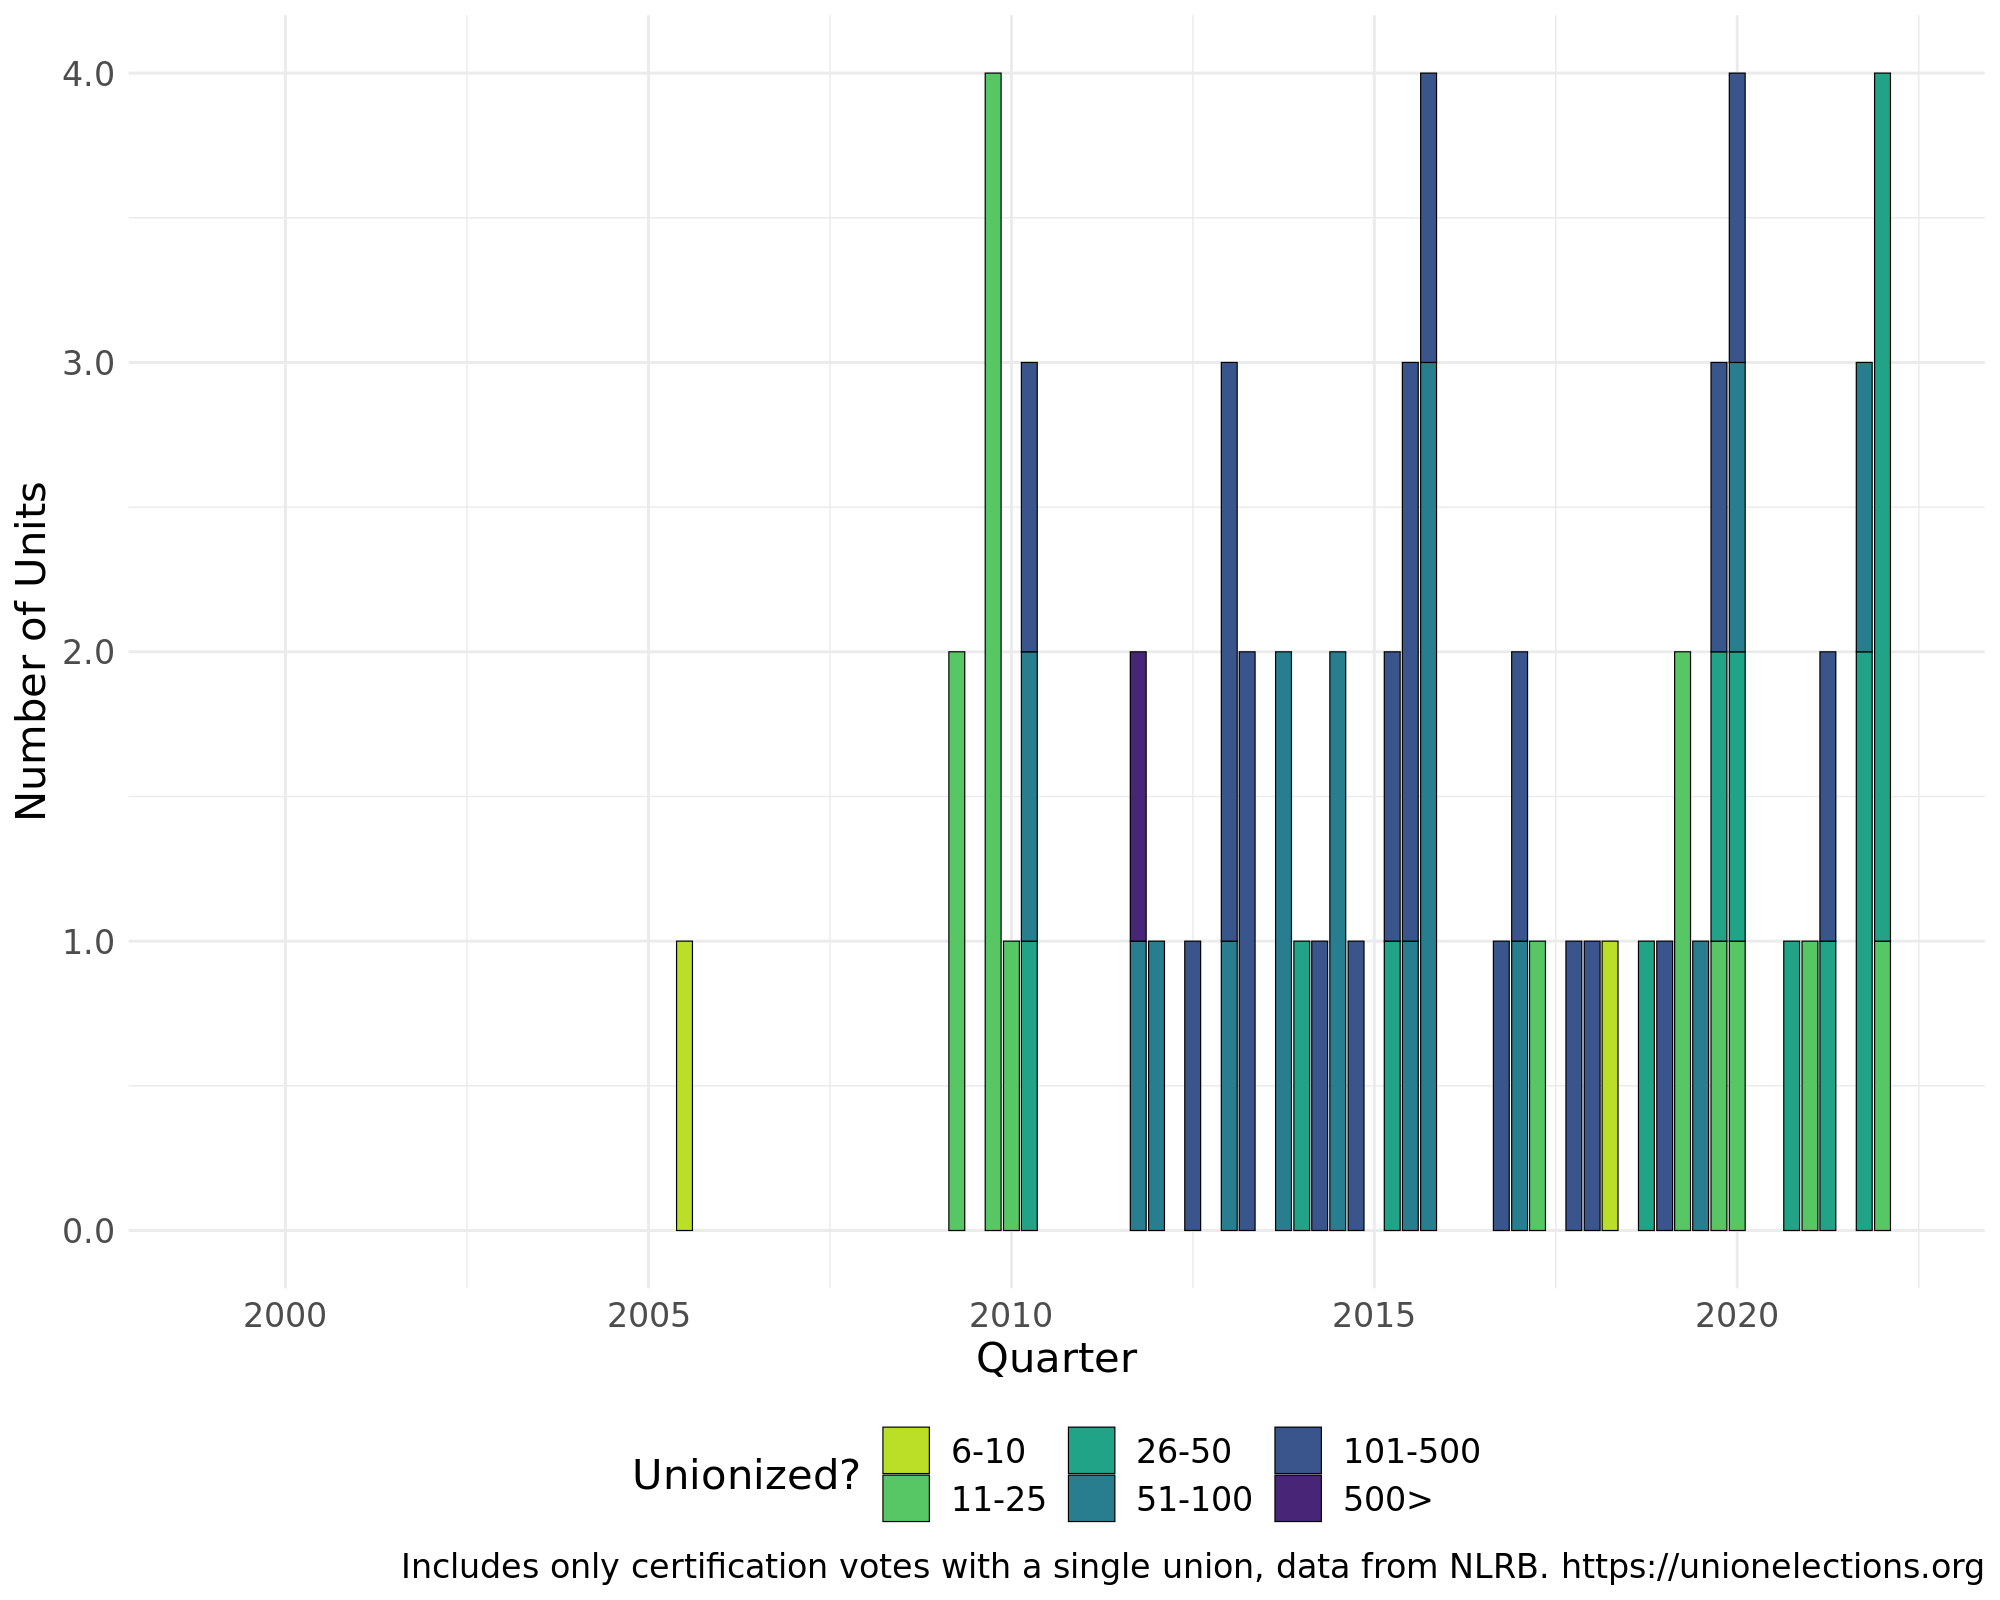 4.0
3.0
2.0
1.0
0.0
Number of Units
2000 2005 2010 2015 2020
Quarter
Unionized?
6-10 26-50 101-500
11-25 51-100 500>
Includes only certification votes with a single union, data from NLRB. https://unionelections.org